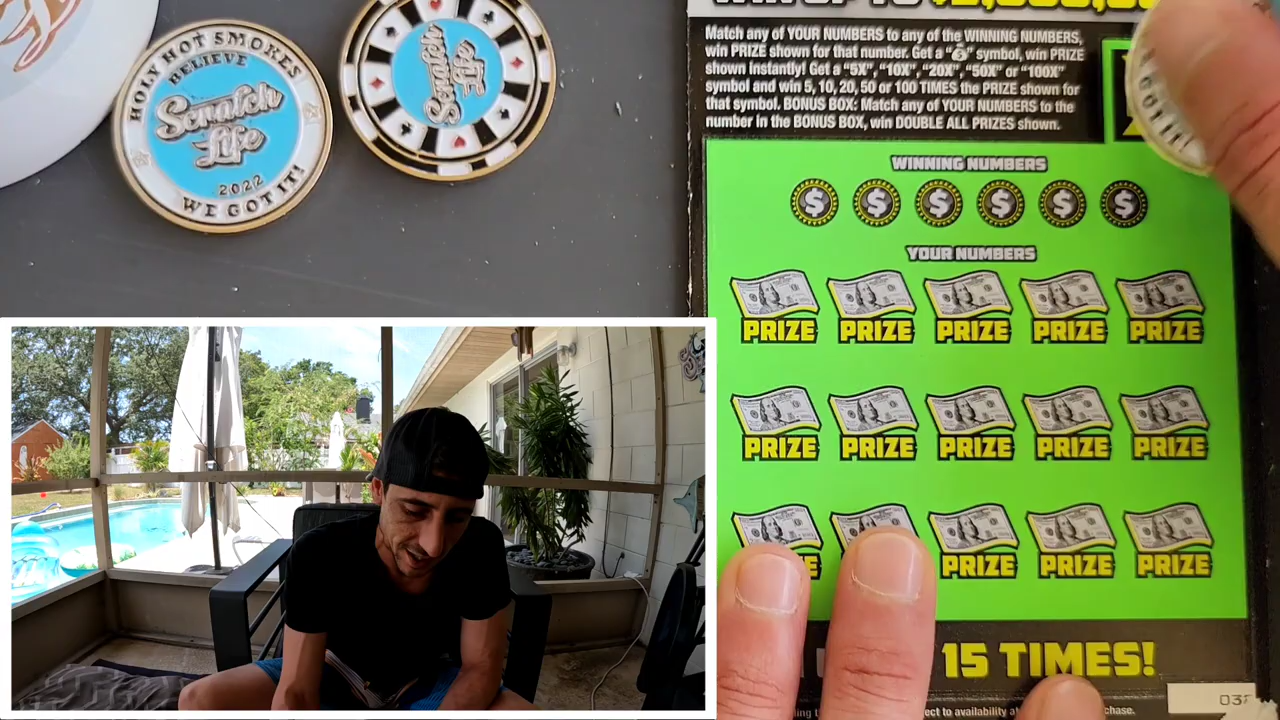 HOLY HOT SMOKES
BELIEVE
Scratch
Life
2022
WE GOT IT!
Scratch
Life
Match any of YOUR NUMBERS to any of the WINNING NUMBERS,
win PRIZE shown for that number. Get a "💰" symbol, win PRIZE
shown instantly! Get a "5X", "10X", "20X", "50X" or "100X"
symbol and win 5, 10, 20, 50 or 100 TIMES the PRIZE shown for
that symbol. BONUS BOX: Match any of YOUR NUMBERS to the
number in the BONUS BOX, win DOUBLE ALL PRIZES shown.
GOT IT!
WINNING NUMBERS
$ $ $ $ $ $
YOUR NUMBERS
PRIZE PRIZE PRIZE PRIZE PRIZE
PRIZE PRIZE PRIZE PRIZE PRIZE
PRIZE PRIZE PRIZE
15 TIMES!
ect to availability